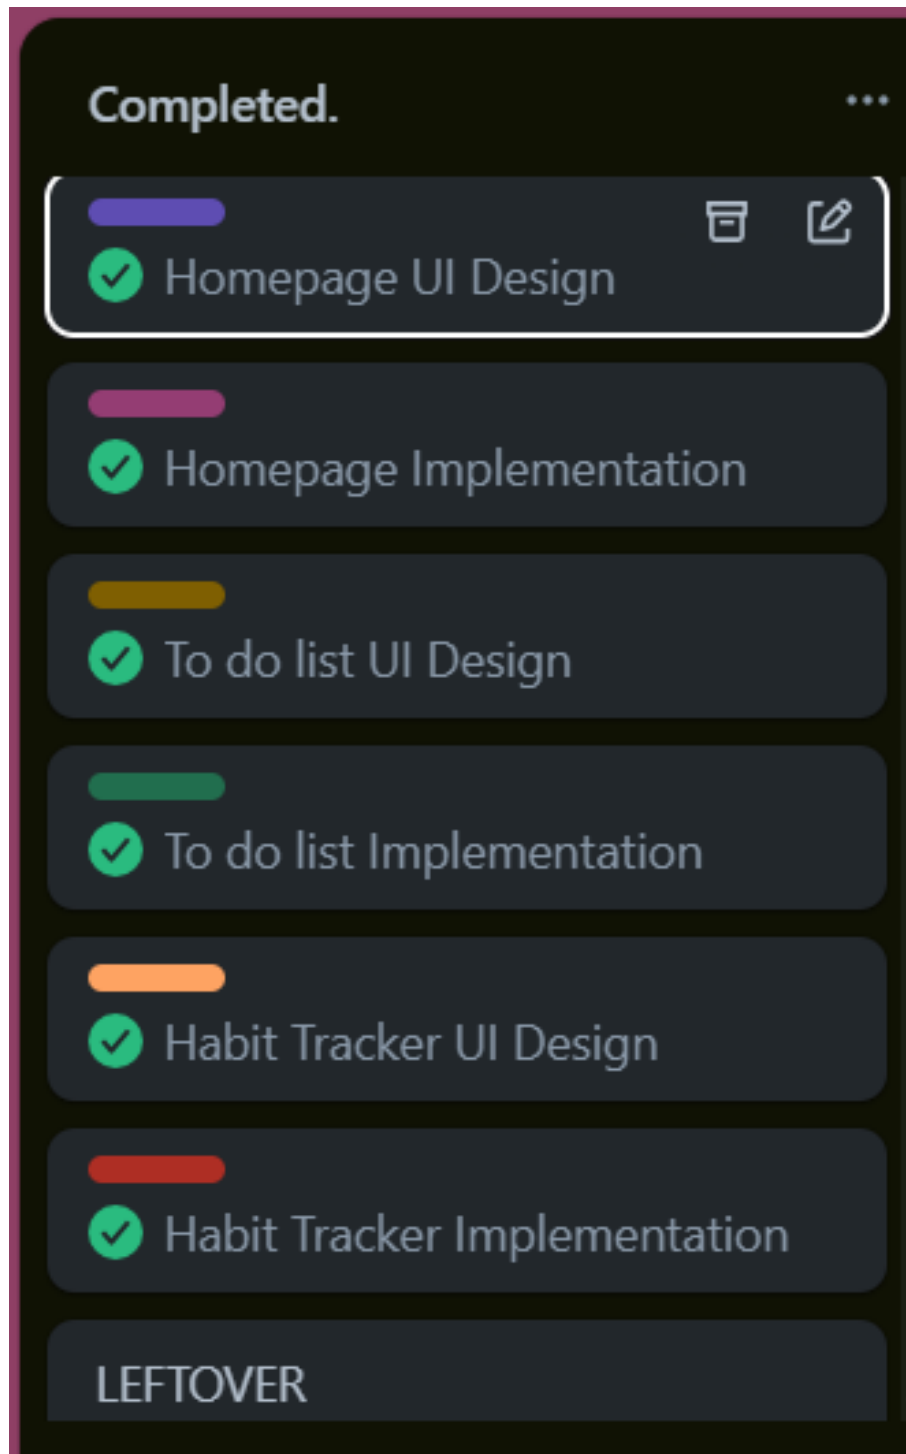 Completed.
Homepage UI Design
Homepage Implementation
To do list UI Design
To do list Implementation
Habit Tracker UI Design
Habit Tracker Implementation
LEFTOVER